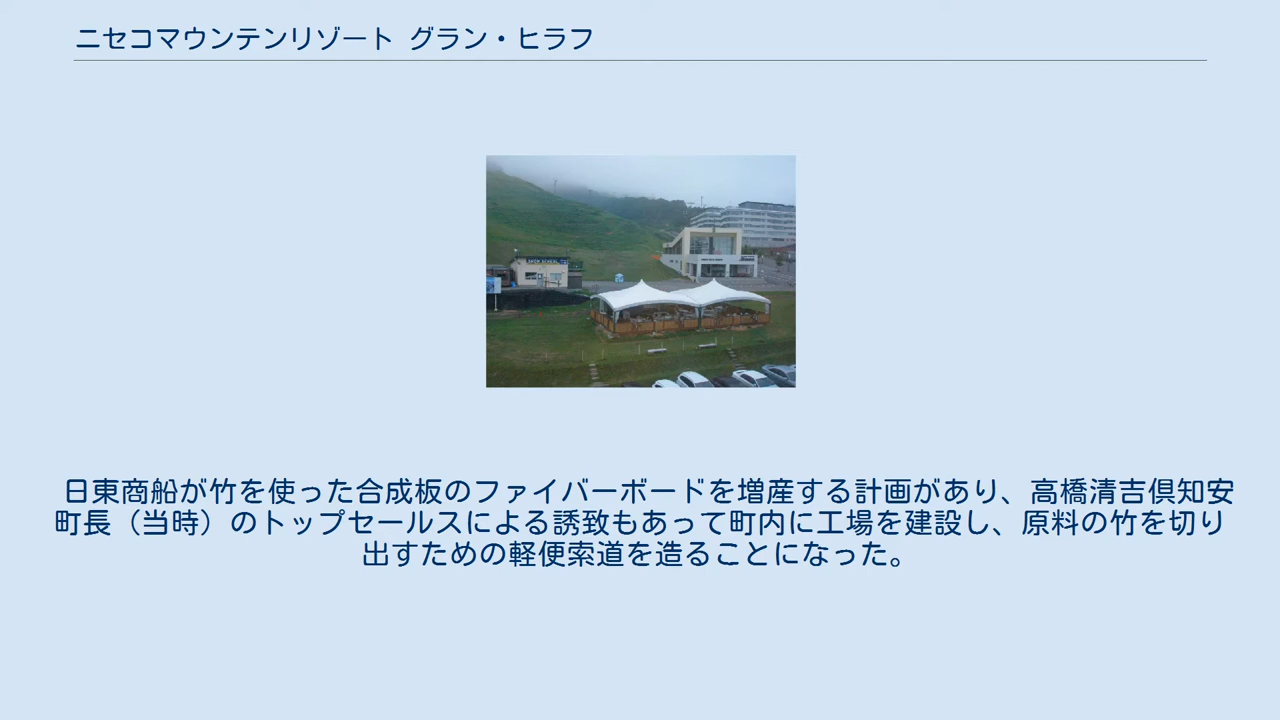 ニセコマウンテンリゾート グラン・ヒラフ
日東商船が竹を使った合成板のファイバーボードを増産する計画があり、高橋清吉倶知安
町長（当時）のトップセールスによる誘致もあって町内に工場を建設し、原料の竹を切り
出すための軽便索道を造ることになった。